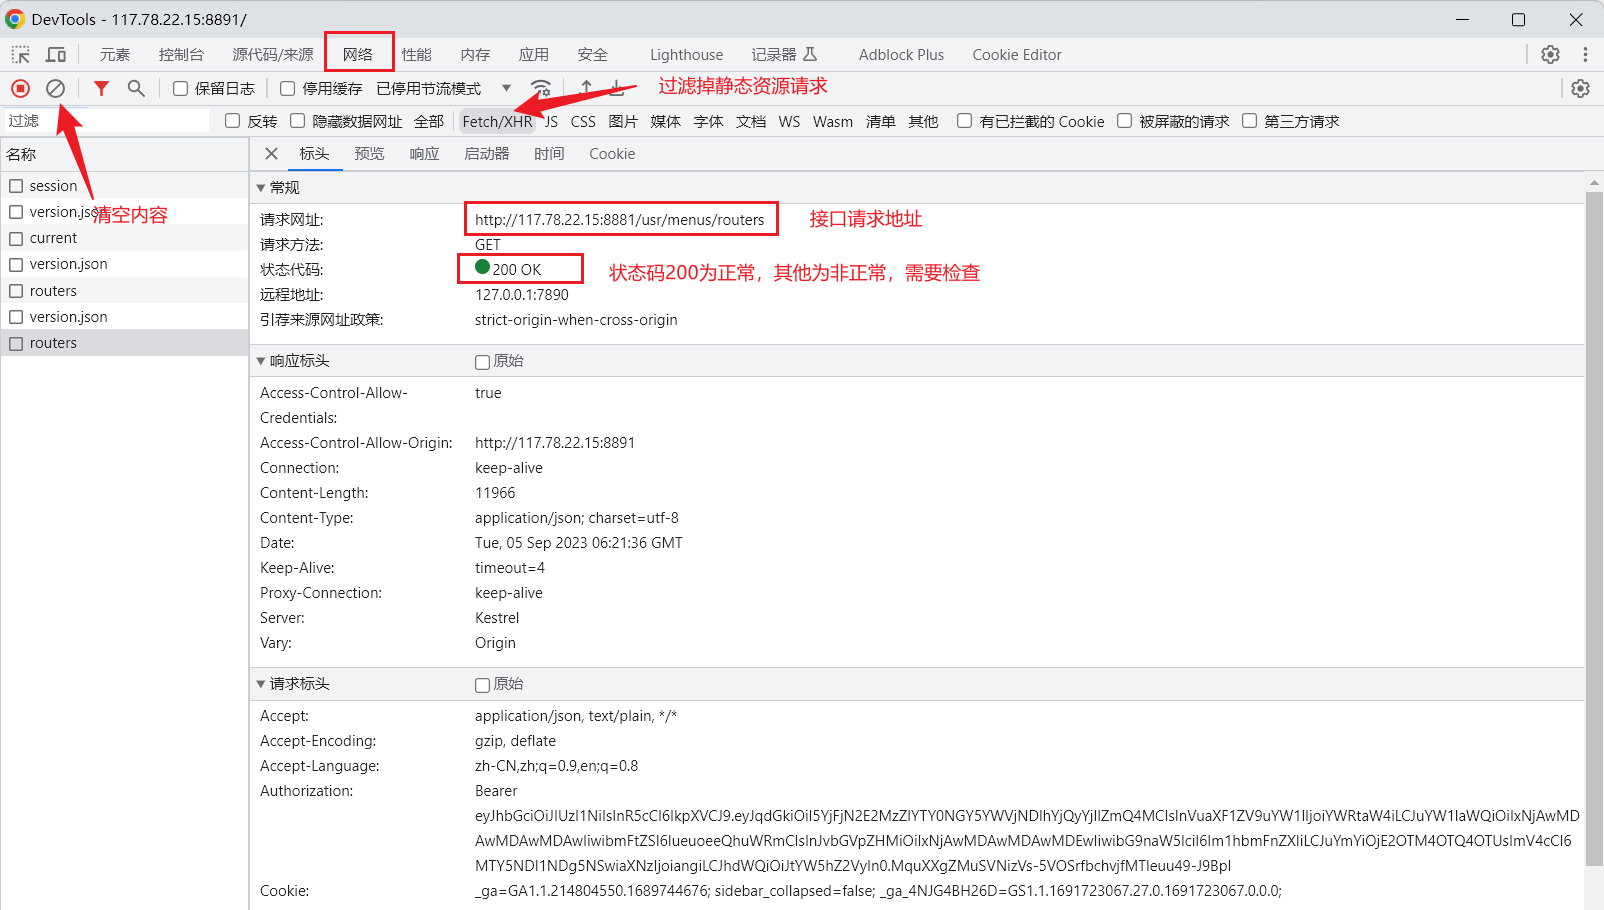 DevTools - 117.78.22.15:8891/
元素 控制台 源代码/来源 网络 性能 内存 应用 安全 Lighthouse 记录器 Adblock Plus Cookie Editor
保留日志 停用缓存 已停用节流模式 过滤掉静态资源请求
过滤 反转 隐藏数据网址 全部 Fetch/XHR JS CSS 图片 媒体 字体 文档 WS Wasm 清单 其他 有已拦截的 Cookie 被屏蔽的请求 第三方请求
名称
session
version.json
清空内容
current
version.json
routers
version.json
routers
标头 预览 响应 启动器 时间 Cookie
常规
请求网址: http://117.78.22.15:8881/usr/menus/routers 接口请求地址
请求方法: GET
状态代码: 200 OK 状态码200为正常，其他为非正常，需要检查
远程地址: 127.0.0.1:7890
引荐来源网址政策: strict-origin-when-cross-origin
响应标头 原始
Access-Control-Allow- true
Credentials:
Access-Control-Allow-Origin: http://117.78.22.15:8891
Connection: keep-alive
Content-Length: 11966
Content-Type: application/json; charset=utf-8
Date: Tue, 05 Sep 2023 06:21:36 GMT
Keep-Alive: timeout=4
Proxy-Connection: keep-alive
Server: Kestrel
Vary: Origin
请求标头 原始
Accept: application/json, text/plain, */*
Accept-Encoding: gzip, deflate
Accept-Language: zh-CN,zh;q=0.9,en;q=0.8
Authorization: Bearer
Cookie: _ga=GA1.1.214804550.1689744676; sidebar_collapsed=false; _ga_4NJG4BH26D=GS1.1.1691723067.27.0.1691723067.0.0.0;